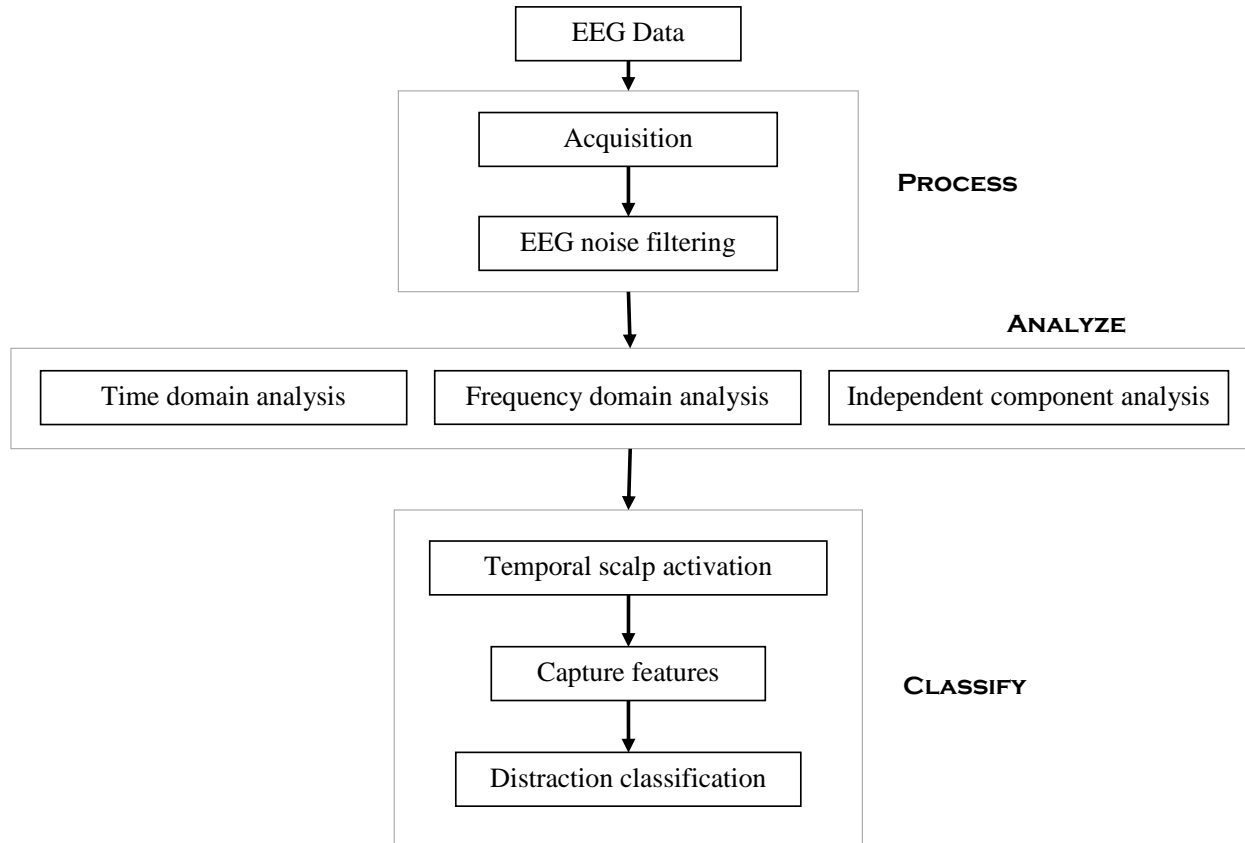 EEG Data
Acquisition
PROCESS
EEG noise filtering
ANALYZE
Time domain analysis
Frequency domain analysis
Independent component analysis
Temporal scalp activation
Capture features
CLASSIFY
Distraction classification